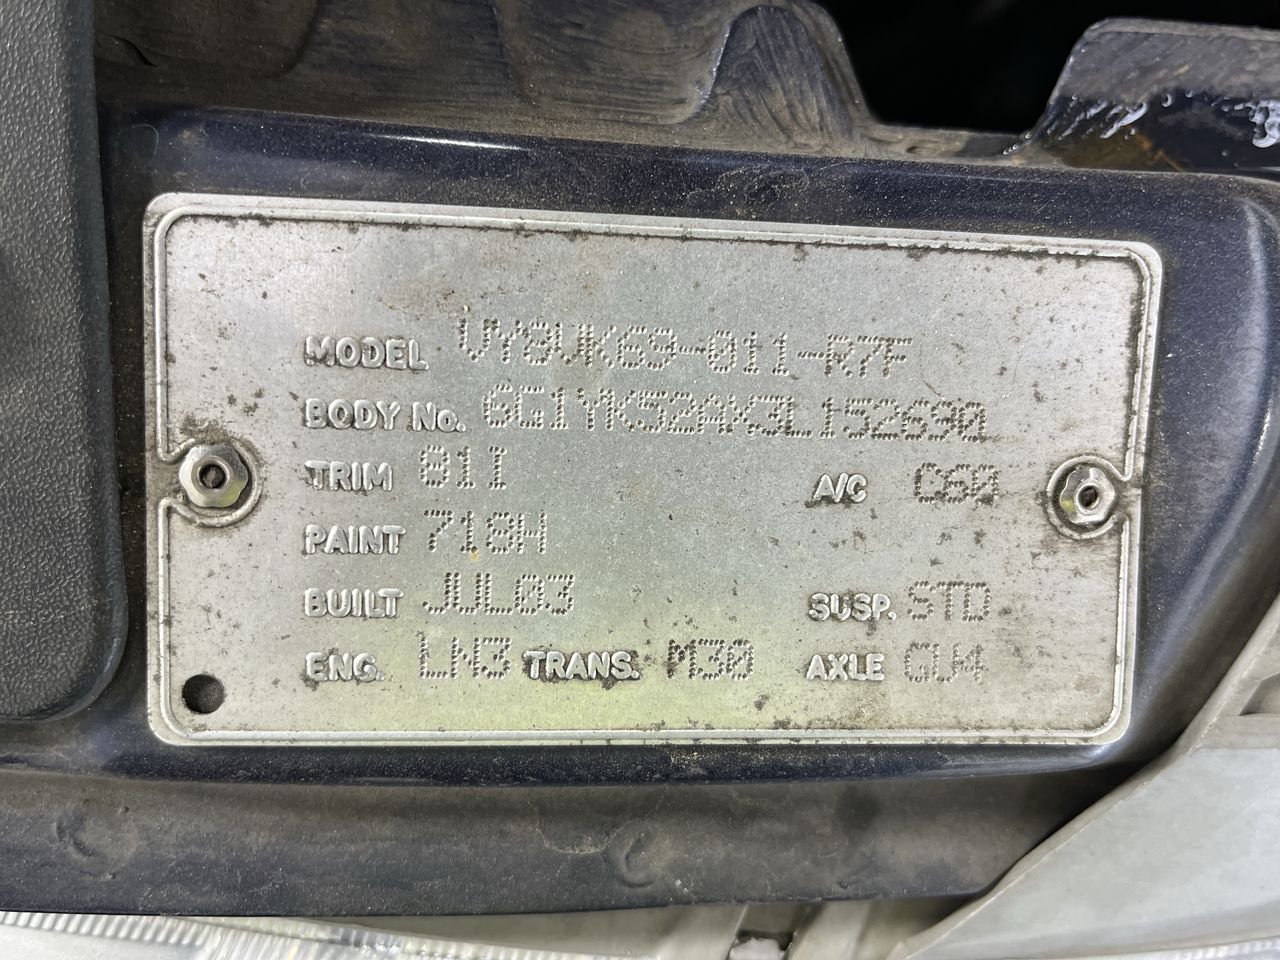 MODEL VY8VK69-011-R7F
BODY No. 6G1YK52AX3L152690
TRIM 81I A/C C60
PAINT 718H
BUILT JUL03 SUSP. STD
ENG. LN3 TRANS. M30 AXLE GU4